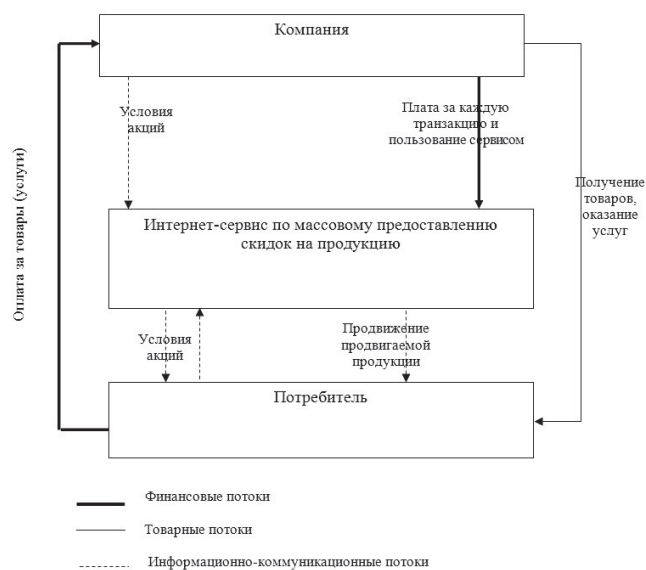 Компания
Условия
акций
Плата за каждую
транзакцию и
пользование сервисом
Оплата за товары (услуги)
Получение
товаров,
оказание
услуг
Интернет-сервис по массовому предоставлению
скидок на продукцию
Условия
акций
Продвижение
продвигаемой
продукции
Потребитель
Финансовые потоки
Товарные потоки
Информационно-коммуникационные потоки